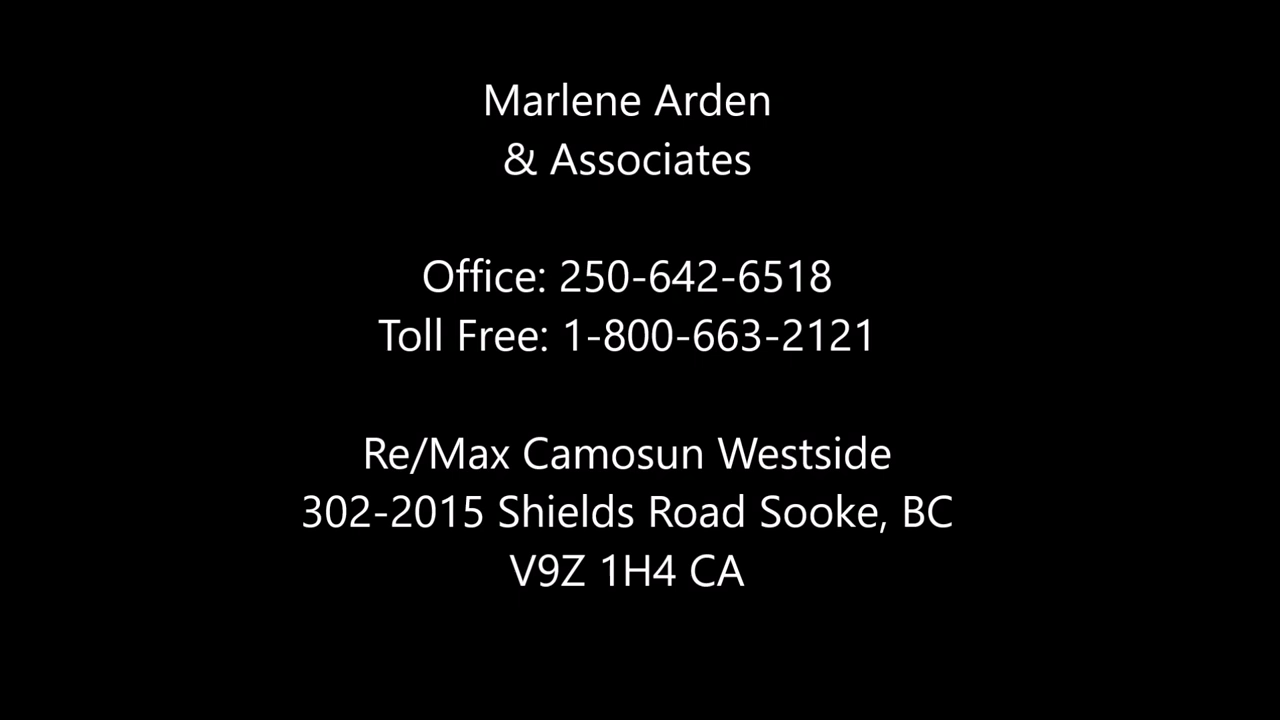 Marlene Arden
& Associates
Office: 250-642-6518
Toll Free: 1-800-663-2121
Re/Max Camosun Westside
302-2015 Shields Road Sooke, BC
V9Z 1H4 CA